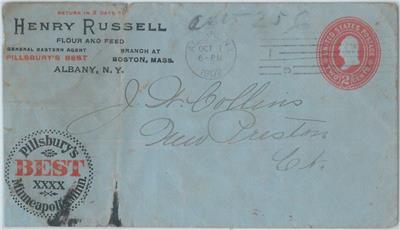 RETURN IN 5 DAYS TO
HENRY RUSSELL
FLOUR AND FEED
GENERAL EASTERN AGENT
PILLSBURY'S BEST
BRANCH AT
BOSTON, MASS.
ALBANY, N.Y.
OCT 1
6-PM
UNITED STATES POSTAGE
TWO 2 CENTS
J. W. Collins
New Preston
Ct.
Pillsbury's
BEST
XXXX
Minneapolis, Minn.